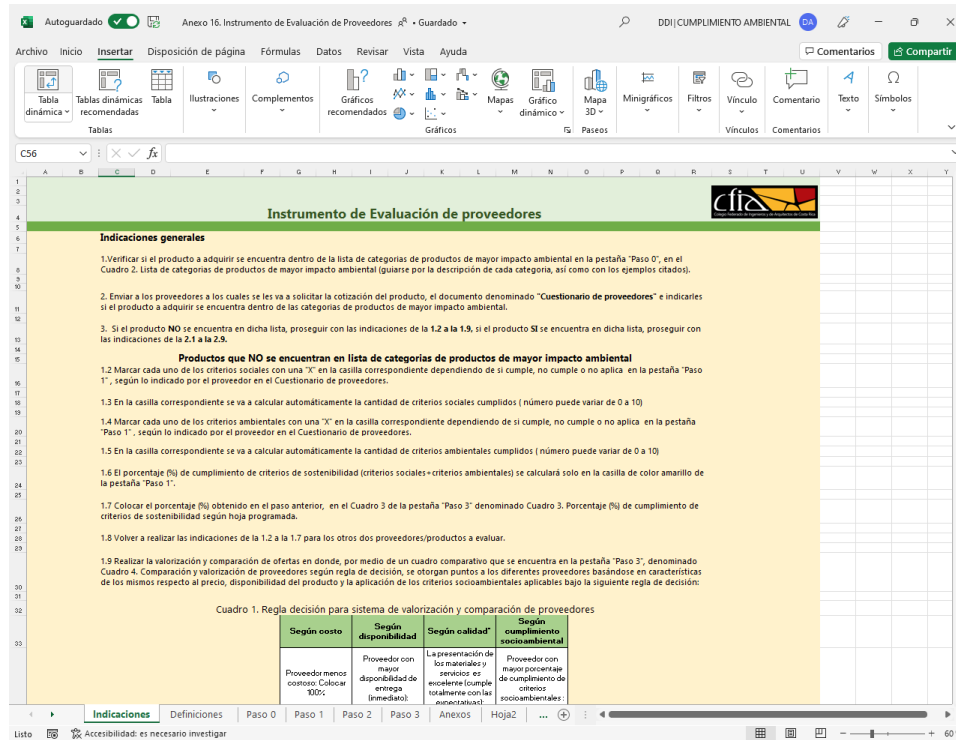 Autoguardado
Anexo 16. Instrumento de Evaluación de Proveedores • Guardado
DDI|CUMPLIMIENTO AMBIENTAL DA
Archivo Inicio Insertar Disposición de página Fórmulas Datos Revisar Vista Ayuda
Comentarios Compartir
Tabla dinámica
Tablas dinámicas recomendadas
Tabla
Ilustraciones
Complementos
Gráficos recomendados
Mapas
Gráfico dinámico
Mapa 3D
Minigráficos
Filtros
Vínculo
Comentario
Texto
Símbolos
Tablas Gráficos Paseos Vínculos Comentarios
C56 fx
A B C D E F G H I J K L M N O P Q R S T U V W X Y
Instrumento de Evaluación de proveedores
cfia
Colegio Federado de Ingenieros y de Arquitectos de Costa Rica
Indicaciones generales
1.Verificar si el producto a adquirir se encuentra dentro de la lista de categorias de productos de mayor impacto ambiental en la pestaña "Paso 0", en el
Cuadro 2. Lista de categorias de productos de mayor impacto ambiental (guiarse por la descripción de cada categoría, así como con los ejemplos citados).
2. Enviar a los proveedores a los cuales se les va a solicitar la cotización del producto, el documento denominado "Cuestionario de proveedores" e indicarles
si el producto a adquirir se encuentra dentro de las categorias de productos de mayor impacto ambiental.
3. Si el producto NO se encuentra en dicha lista, proseguir con las indicaciones de la 1.2 a la 1.9, si el producto SI se encuentra en dicha lista, proseguir con
las indicaciones de la 2.1 a la 2.9.
Productos que NO se encuentran en lista de categorias de productos de mayor impacto ambiental
1.2 Marcar cada uno de los criterios sociales con una "X" en la casilla correspondiente dependiendo de si cumple, no cumple o no aplica en la pestaña "Paso
1" , según lo indicado por el proveedor en el Cuestionario de proveedores.
1.3 En la casilla correspondiente se va a calcular automáticamente la cantidad de criterios sociales cumplidos ( número puede variar de 0 a 10)
1.4 Marcar cada uno de los criterios ambientales con una "X" en la casilla correspondiente dependiendo de si cumple, no cumple o no aplica en la pestaña
"Paso 1" , según lo indicado por el proveedor en el Cuestionario de proveedores.
1.5 En la casilla correspondiente se va a calcular automáticamente la cantidad de criterios ambientales cumplidos ( número puede variar de 0 a 10)
1.6 El porcentaje (%) de cumplimiento de criterios de sostenibilidad (criterios sociales+criterios ambientales) se calculará solo en la casilla de color amarillo de
la pestaña "Paso 1".
1.7 Colocar el porcentaje (%) obtenido en el paso anterior, en el Cuadro 3 de la pestaña "Paso 3" denominado Cuadro 3. Porcentaje (%) de cumplimiento de
criterios de sostenibilidad según hoja programada.
1.8 Volver a realizar las indicaciones de la 1.2 a la 1.7 para los otros dos proveedores/productos a evaluar.
1.9 Realizar la valorización y comparación de ofertas en donde, por medio de un cuadro comparativo que se encuentra en la pestaña "Paso 3", denominado
Cuadro 4. Comparación y valorización de proveedores según regla de decisión, se otorgan puntos a los diferentes proveedores basándose en características
de los mismos respecto al precio, disponibilidad del producto y la aplicación de los criterios socioambientales aplicables bajo la siguiente regla de decisión:
Cuadro 1. Regla decisión para sistema de valorización y comparación de proveedores
Según costo
Según disponibilidad
Según calidad*
Según cumplimiento socioambiental
Proveedor menos costoso: Colocar 100%
Proveedor con mayor disponibilidad de entrega (inmediato):
La presentación de los materiales y servicios es excelente (cumple totalmente con las expectativas):
Proveedor con mayor porcentaje de cumplimiento de criterios socioambientales :
Indicaciones Definiciones Paso 0 Paso 1 Paso 2 Paso 3 Anexos Hoja2 ...
Listo Accesibilidad: es necesario investigar
60